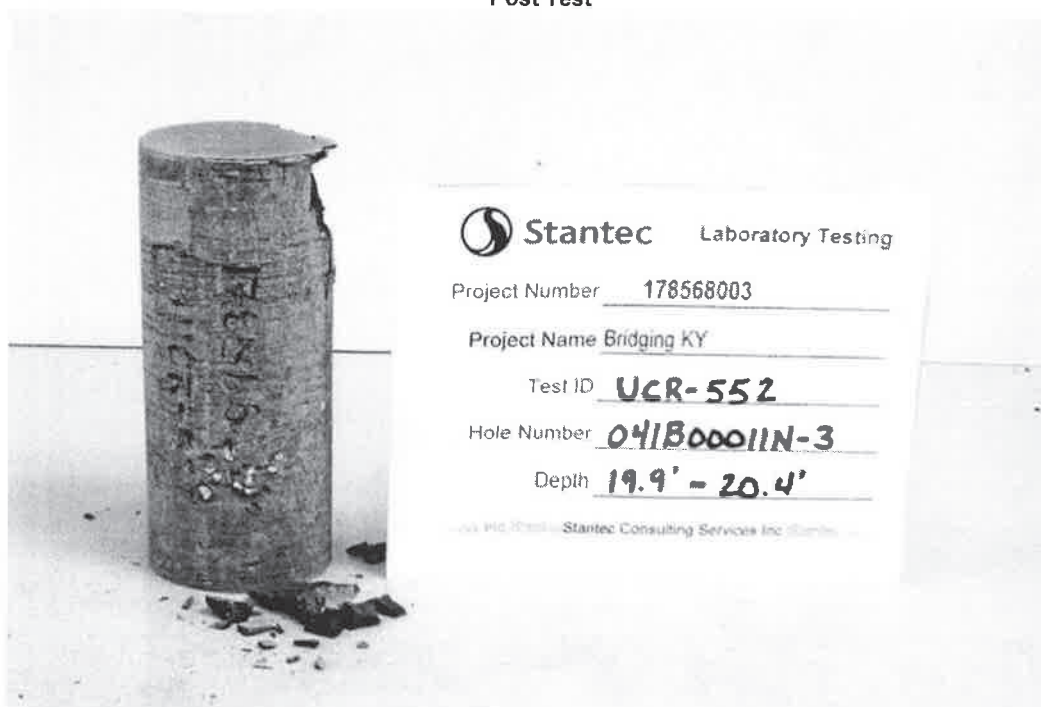 Post Test
Stantec Laboratory Testing
Project Number 178568003
Project Name Bridging KY
Test ID UCR-552
Hole Number 041B00011N-3
Depth 19.9' - 20.4'
Stantec Consulting Services Inc